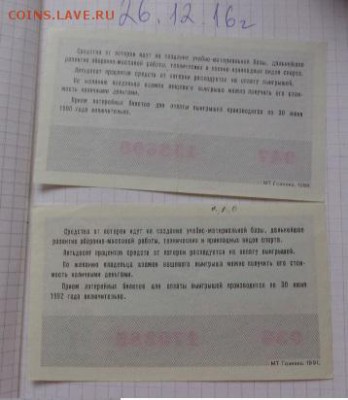 COINS.LAVE.RU
26.12.16г
Средства от лотереи идут на создание учебно-материальной базы, дальнейшее
развитие оборонно-массовой работы, технических и прикладных видов спорта.
Пятьдесят процентов средств от лотереи расходуется на оплату выигрышей.
По желанию владельца взамен вещевого выигрыша можно получить его стои-
мость наличными деньгами.
Прием лотерейных билетов для оплаты выигрышей производится по 30 июня
1990 года включительно.
МТ Гознака.
Средства от лотереи идут на создание учебно-материальной базы, дальнейшее
развитие оборонно-массовой работы, технических и прикладных видов спорта.
Пятьдесят процентов средств от лотереи расходуется на оплату выигрышей.
По желанию владельца взамен вещевого выигрыша можно получить его стои-
мость наличными деньгами.
Прием лотерейных билетов для оплаты выигрышей производится по 30 июня
1992 года включительно.
МТ Гознака. 1991.